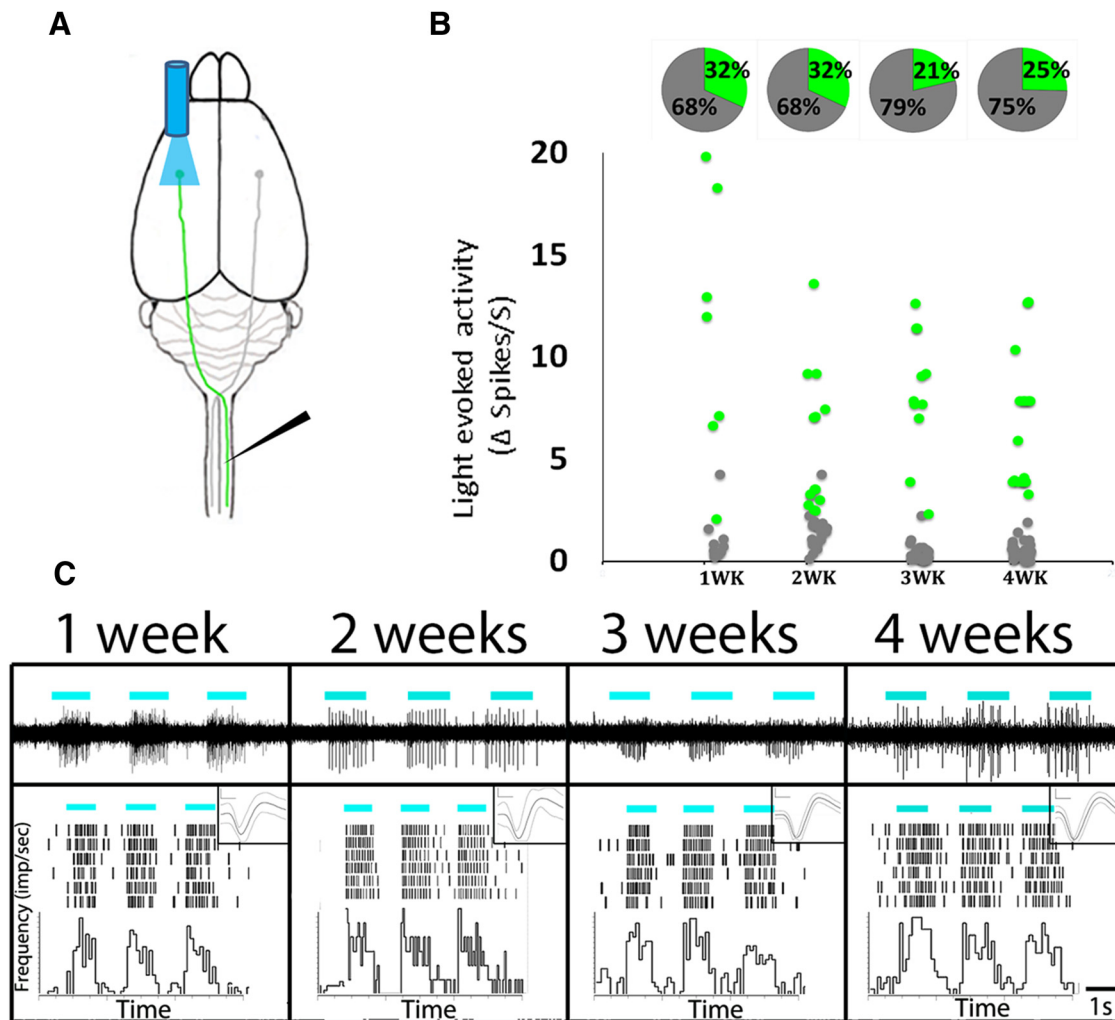 A
B
32%
68%
32%
68%
21%
79%
25%
75%
Light evoked activity
(Δ Spikes/S)
20
15
10
5
0
1WK
2WK
3WK
4WK
C
1 week
2 weeks
3 weeks
4 weeks
Frequency (imp/sec)
Time
Time
Time
Time
1s